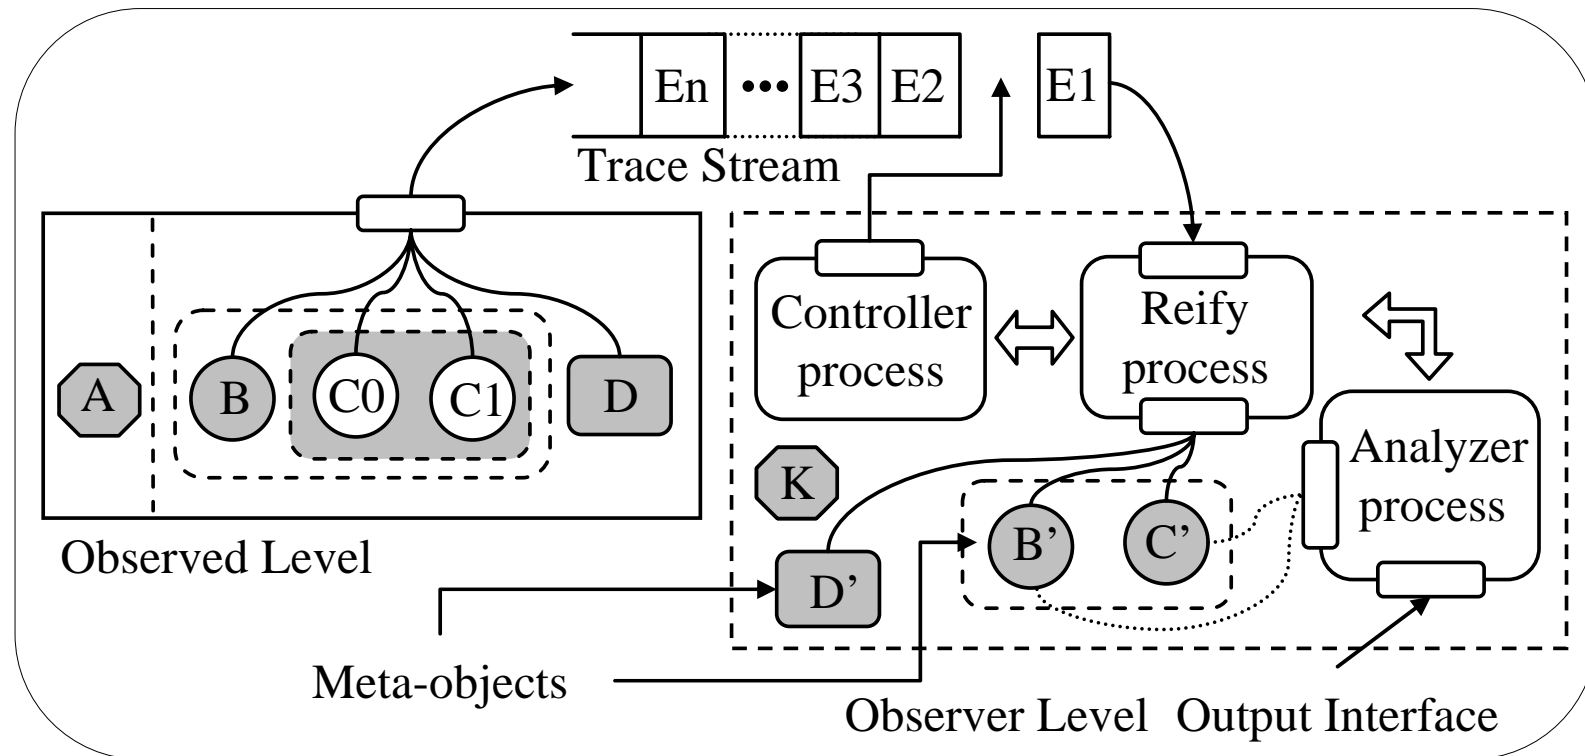 En ••• E3 E2 E1
Trace Stream
Controller
process
Reify
process
A B C0 C1 D
Analyzer
process
K
B’ C’
D’
Observed Level
Meta-objects
Observer Level
Output Interface